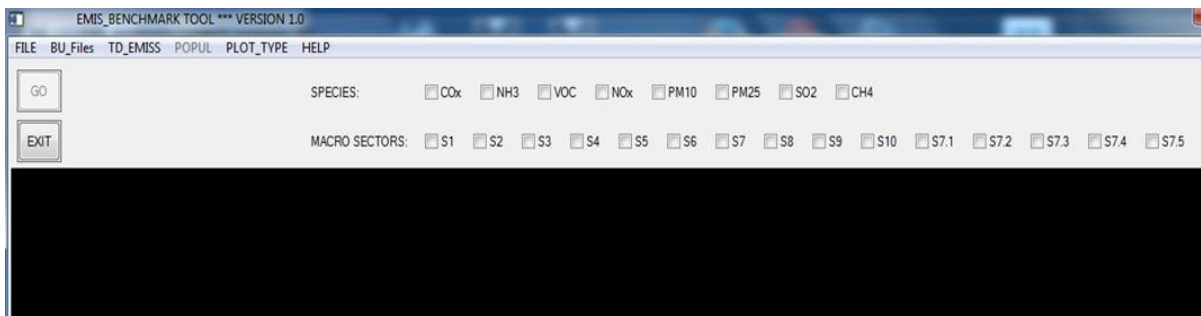 EMIS_BENCHMARK TOOL *** VERSION 1.0
FILE BU_Files TD_EMISS POPUL PLOT_TYPE HELP
GO SPECIES: COx NH3 VOC NOx PM10 PM25 SO2 CH4
EXIT MACRO SECTORS: S1 S2 S3 S4 S5 S6 S7 S8 S9 S10 S7.1 S7.2 S7.3 S7.4 S7.5